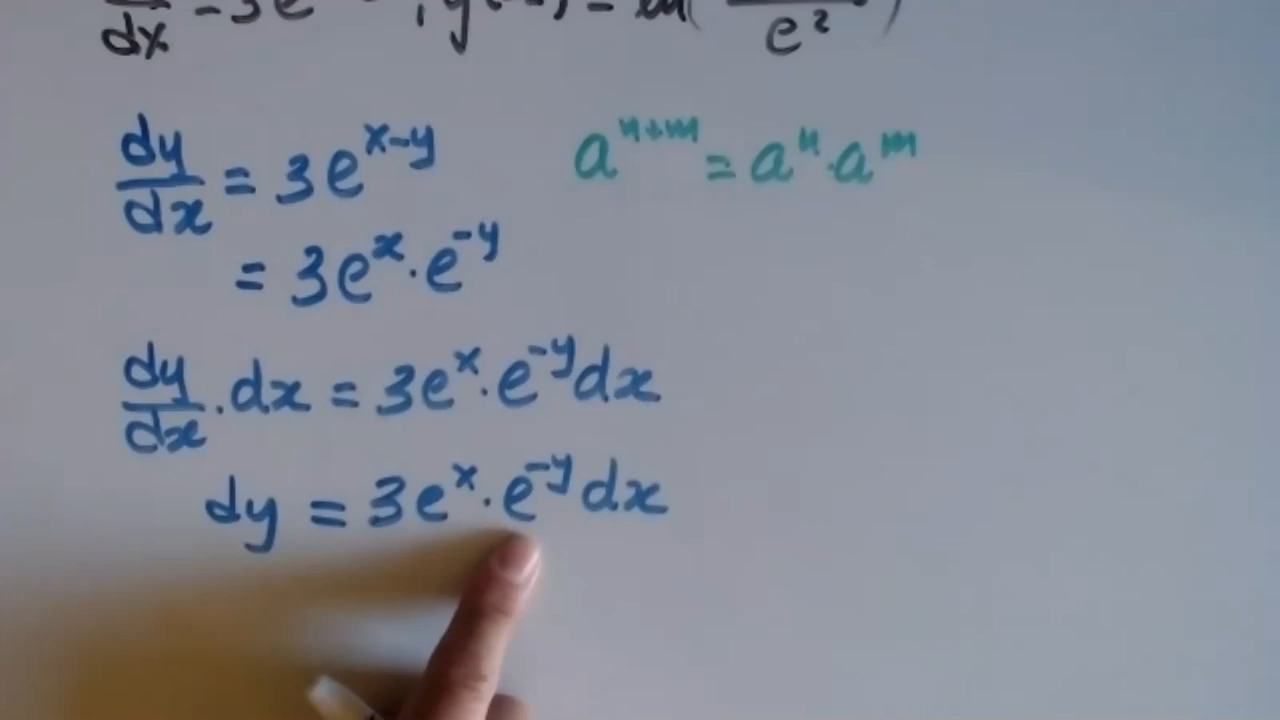 dy/dx = 3e^(x-y)    a^(n+m) = a^n · a^m
= 3e^x · e^(-y)
dy/dx · dx = 3e^x · e^(-y) dx
dy = 3e^x · e^(-y) dx